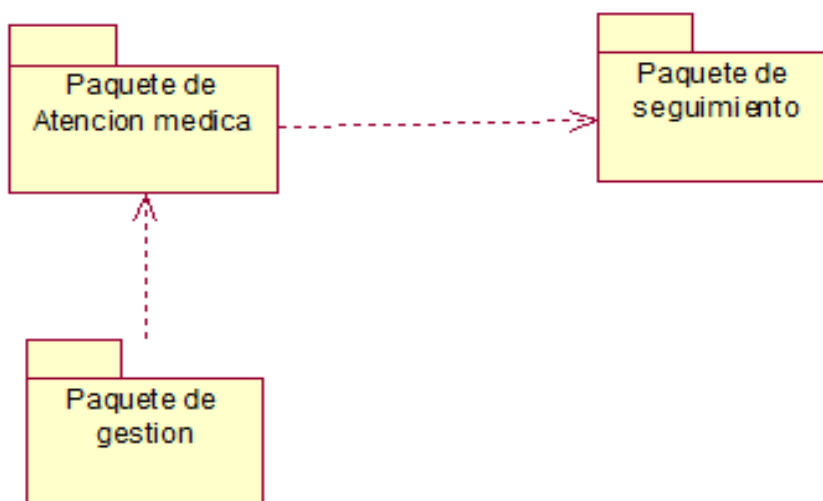 Paquete de
Atencion medica
Paquete de
seguimiento
Paquete de
gestion